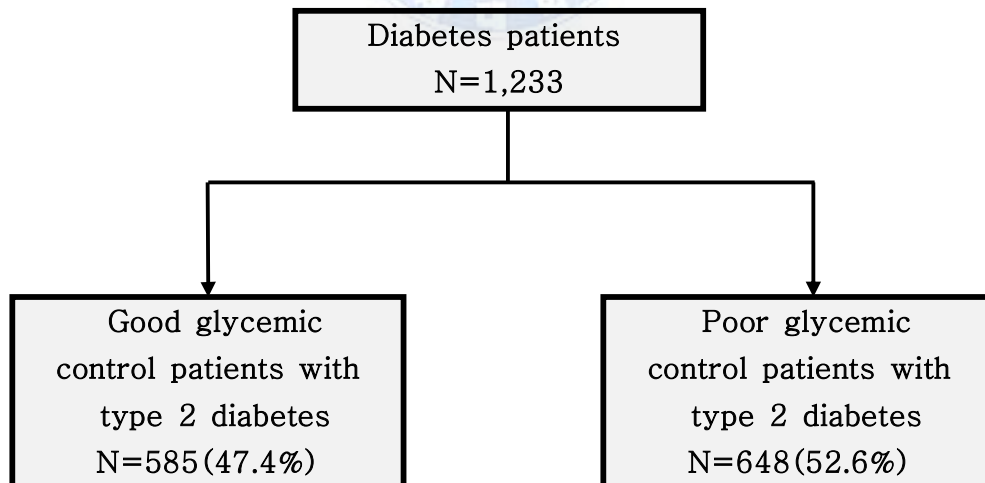 Diabetes patients
N=1,233
Good glycemic
control patients with
type 2 diabetes
N=585(47.4%)
Poor glycemic
control patients with
type 2 diabetes
N=648(52.6%)